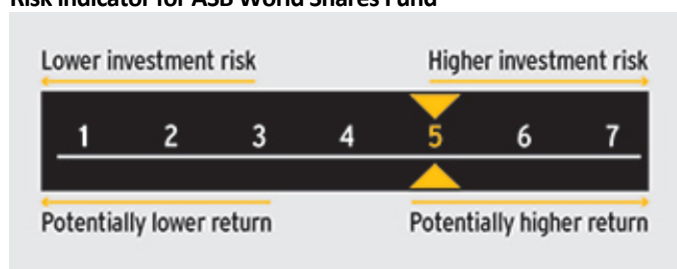 Risk indicator for ASB World Shares Fund
Lower investment risk Higher investment risk
1 2 3 4 5 6 7
Potentially lower return Potentially higher return